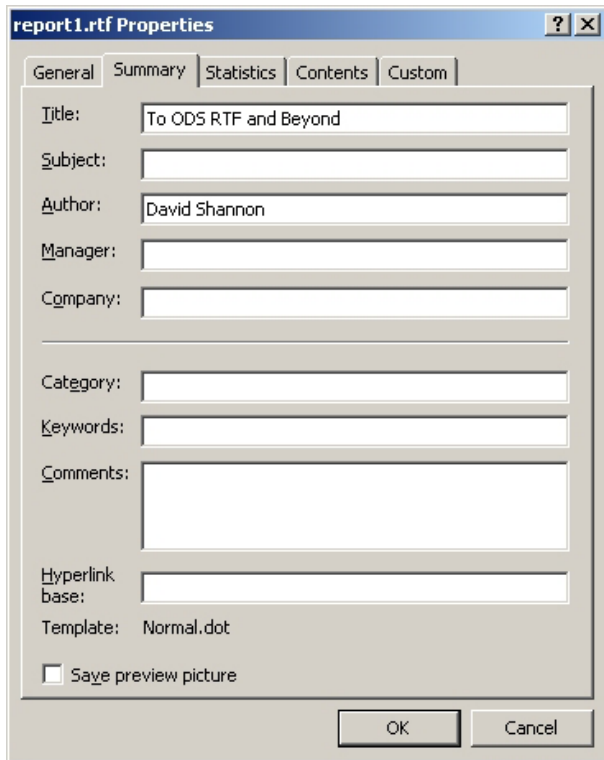 report1.rtf Properties
General Summary Statistics Contents Custom
Title: To ODS RTF and Beyond
Subject:
Author: David Shannon
Manager:
Company:
Category:
Keywords:
Comments:
Hyperlink
base:
Template: Normal.dot
Save preview picture
OK Cancel